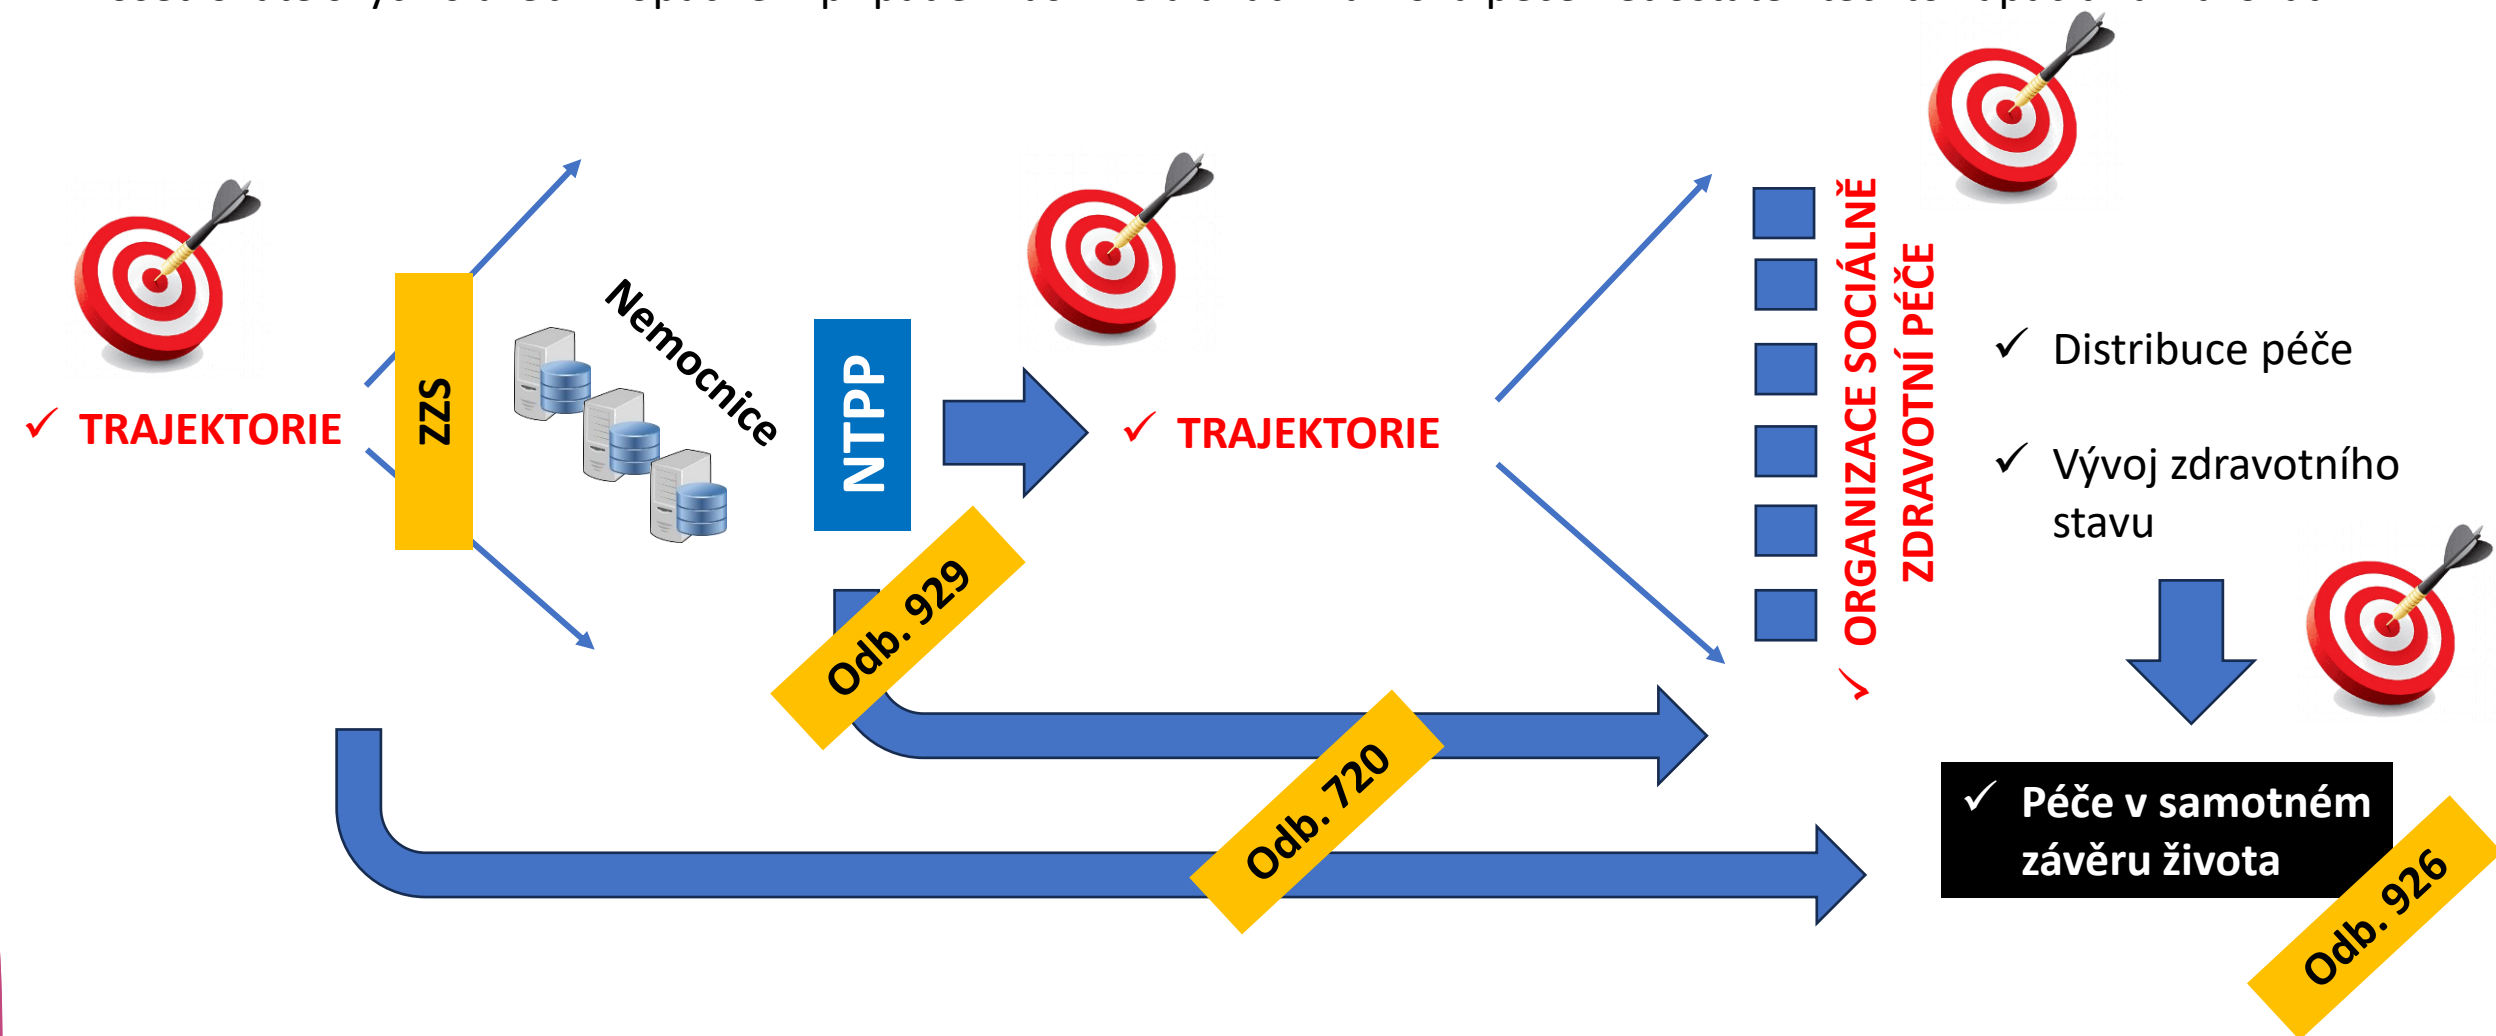 ✓ TRAJEKTORIE
ZZS
Nemocnice
NTPP
✓ TRAJEKTORIE
✓ ORGANIZACE SOCIÁLNĚ
ZDRAVOTNÍ PÉČE
✓ Distribuce péče
✓ Vývoj zdravotního
stavu
Odb. 929
Odb. 720
✓ Péče v samotném
závěru života
Odb. 926